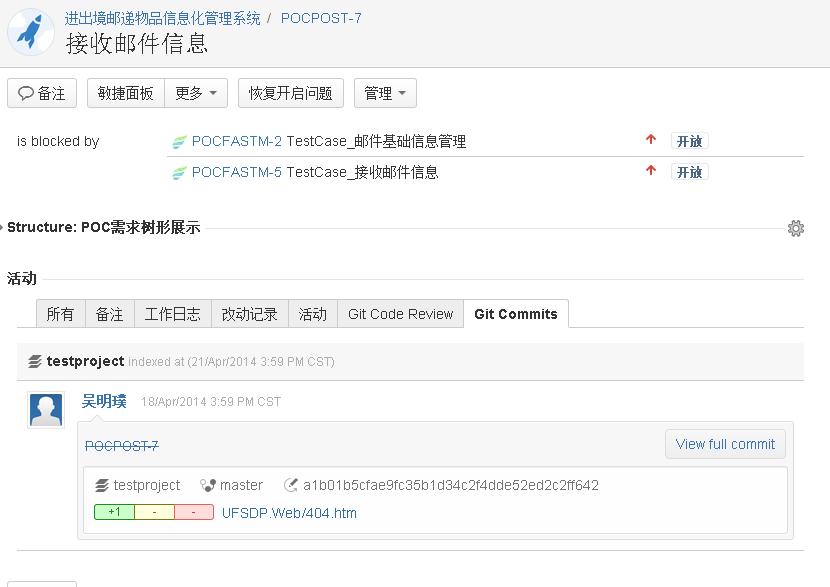 进出境邮递物品信息化管理系统 / POCPOST-7
接收邮件信息
备注 敏捷面板 更多 恢复开启问题 管理
is blocked by POCFASTM-2 TestCase_邮件基础信息管理 开放
POCFASTM-5 TestCase_接收邮件信息 开放
Structure: POC需求树形展示
活动
所有 备注 工作日志 改动记录 活动 Git Code Review Git Commits
testproject indexed at (21/Apr/2014 3:59 PM CST)
吴明璞 18/Apr/2014 3:59 PM CST
POCPOST-7 View full commit
testproject master a1b01b5cfae9fc35b1d34c2f4dde52ed2c2ff642
+1 - - UFSDP.Web/404.htm